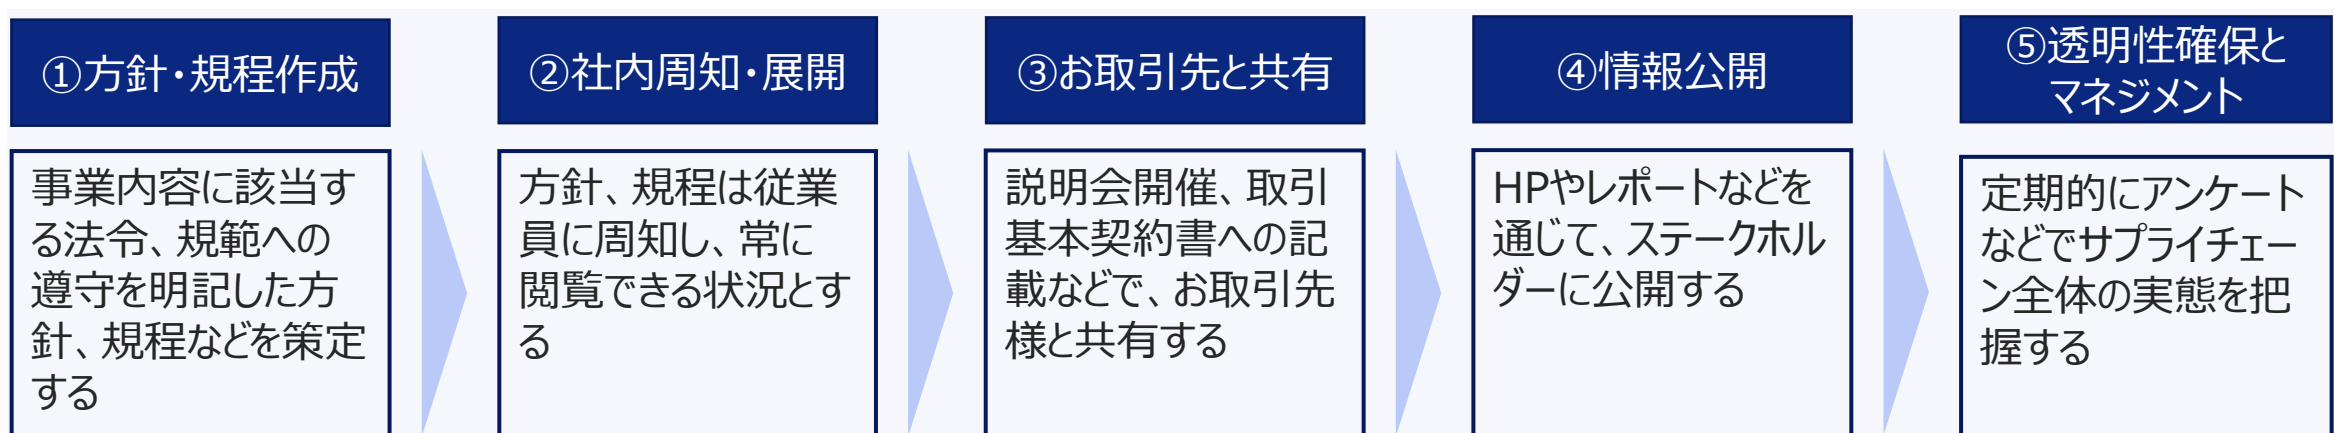 ①方針・規程作成
事業内容に該当す
る法令、規範への
遵守を明記した方
針、規程などを策定
する
②社内周知・展開
方針、規程は従業
員に周知し、常に
閲覧できる状況とす
る
③お取引先と共有
説明会開催、取引
基本契約書への記
載などで、お取引先
様と共有する
④情報公開
HPやレポートなどを
通じて、ステークホル
ダーに公開する
⑤透明性確保と
マネジメント
定期的にアンケート
などでサプライチェー
ン全体の実態を把
握する